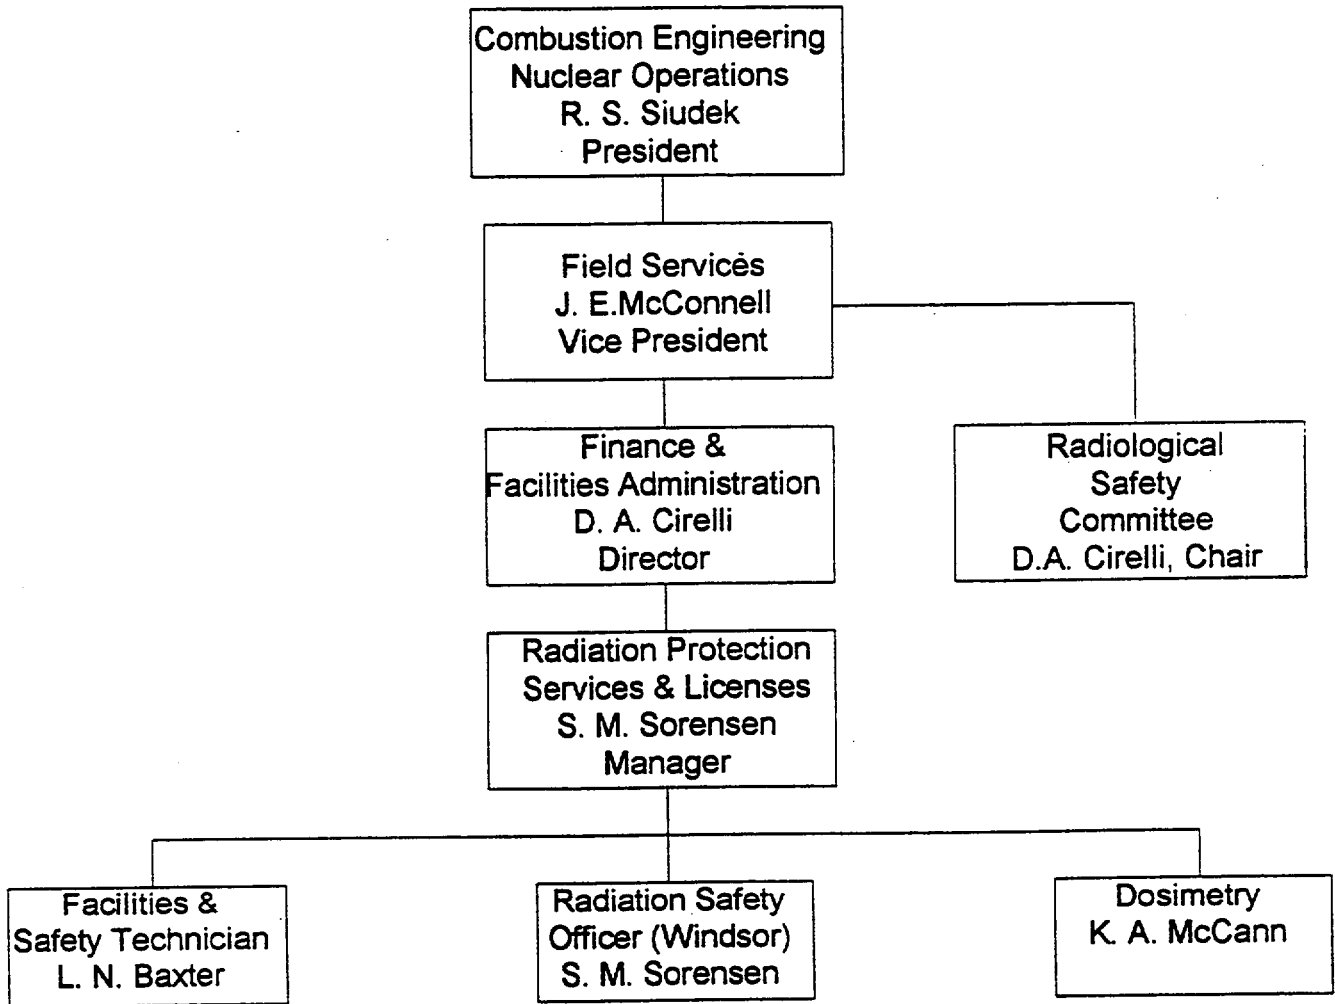 Combustion Engineering
Nuclear Operations
R. S. Siudek
President
Field Services
J. E.McConnell
Vice President
Finance &
Facilities Administration
D. A. Cirelli
Director
Radiological
Safety
Committee
D.A. Cirelli, Chair
Radiation Protection
Services & Licenses
S. M. Sorensen
Manager
Facilities &
Safety Technician
L. N. Baxter
Radiation Safety
Officer (Windsor)
S. M. Sorensen
Dosimetry
K. A. McCann